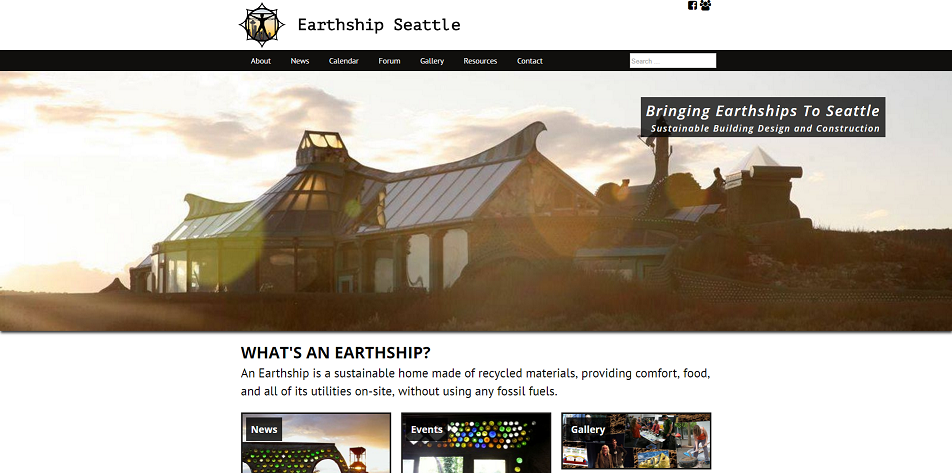 Earthship Seattle
About News Calendar Forum Gallery Resources Contact Search ...
Bringing Earthships To Seattle
Sustainable Building Design and Construction
WHAT'S AN EARTHSHIP?
An Earthship is a sustainable home made of recycled materials, providing comfort, food,
and all of its utilities on-site, without using any fossil fuels.
News Events Gallery